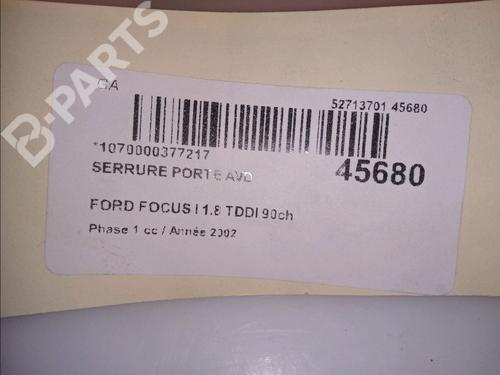 B-PARTS
GA
52713701 45680
*1070000377217
45680
SERRURE PORTE AVD
FORD FOCUS I 1.8 TDDI 90ch
Phase 1 cc / Année 2002